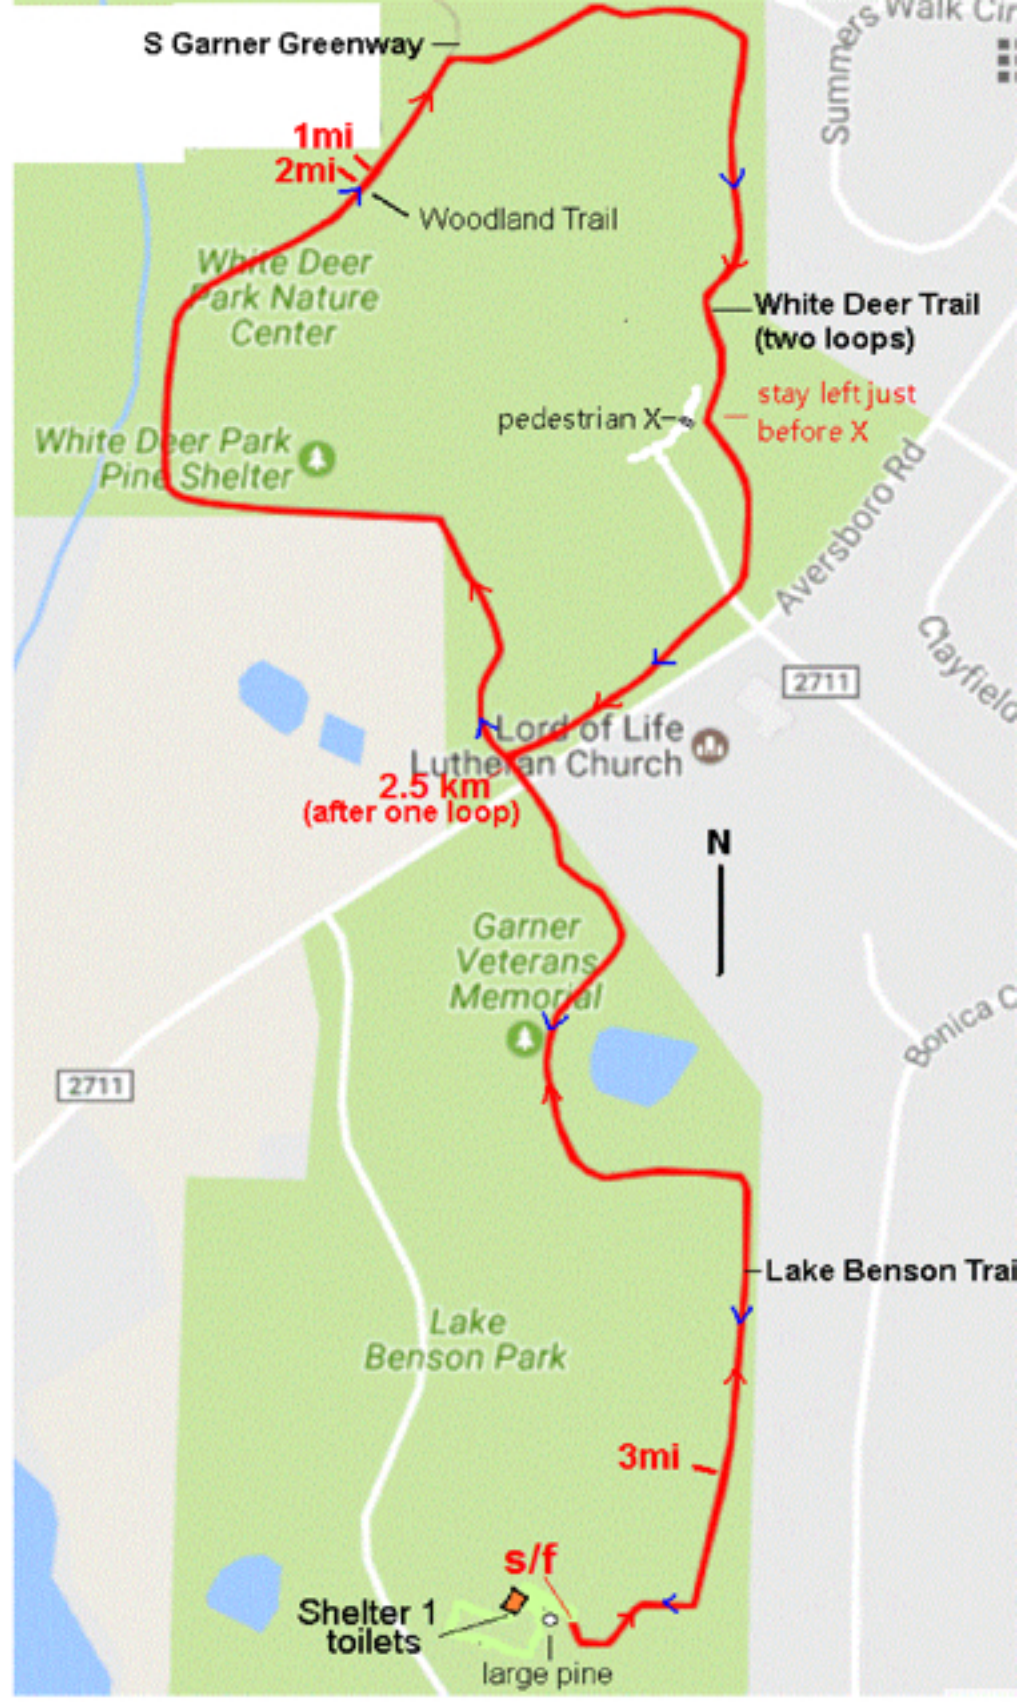 Walk Cir
Summers
S Garner Greenway
1mi
2mi
Woodland Trail
White Deer
Park Nature
Center
White Deer Trail
(two loops)
stay left just
before X
pedestrian X
White Deer Park
Pine Shelter
Aversboro Rd
Clayfield
2711
Lord of Life
Lutheran Church
2.5 km
(after one loop)
N
Garner
Veterans
Memorial
Bonica C
2711
Lake Benson Trai
Lake
Benson Park
3mi
s/f
Shelter 1
toilets
large pine